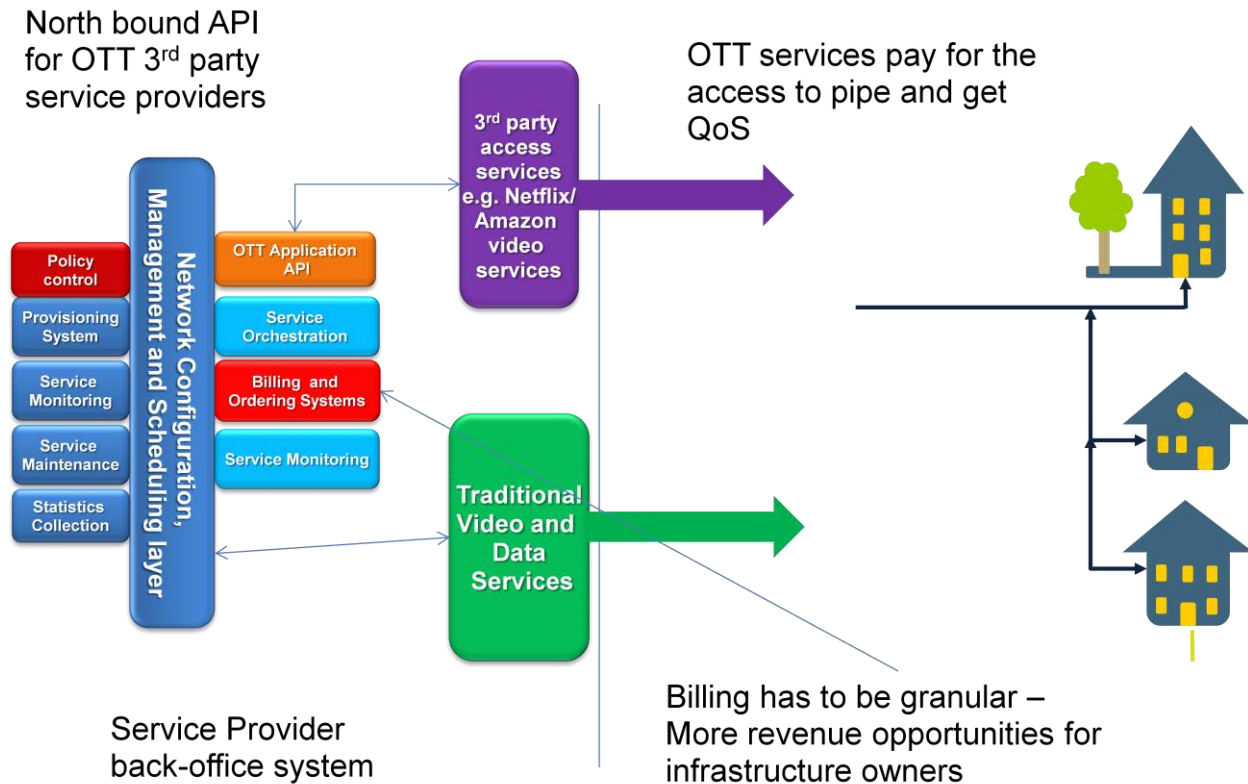 North bound API
for OTT 3rd party
service providers
OTT services pay for the
access to pipe and get
QoS
3rd party
access
services
e.g. Netflix/
Amazon
video
services
Network Configuration,
Management and Scheduling layer
Policy
control
Provisioning
System
Service
Monitoring
Service
Maintenance
Statistics
Collection
OTT Application
API
Service
Orchestration
Billing and
Ordering Systems
Service Monitoring
Traditional
Video and
Data
Services
Service Provider
back-office system
Billing has to be granular –
More revenue opportunities for
infrastructure owners